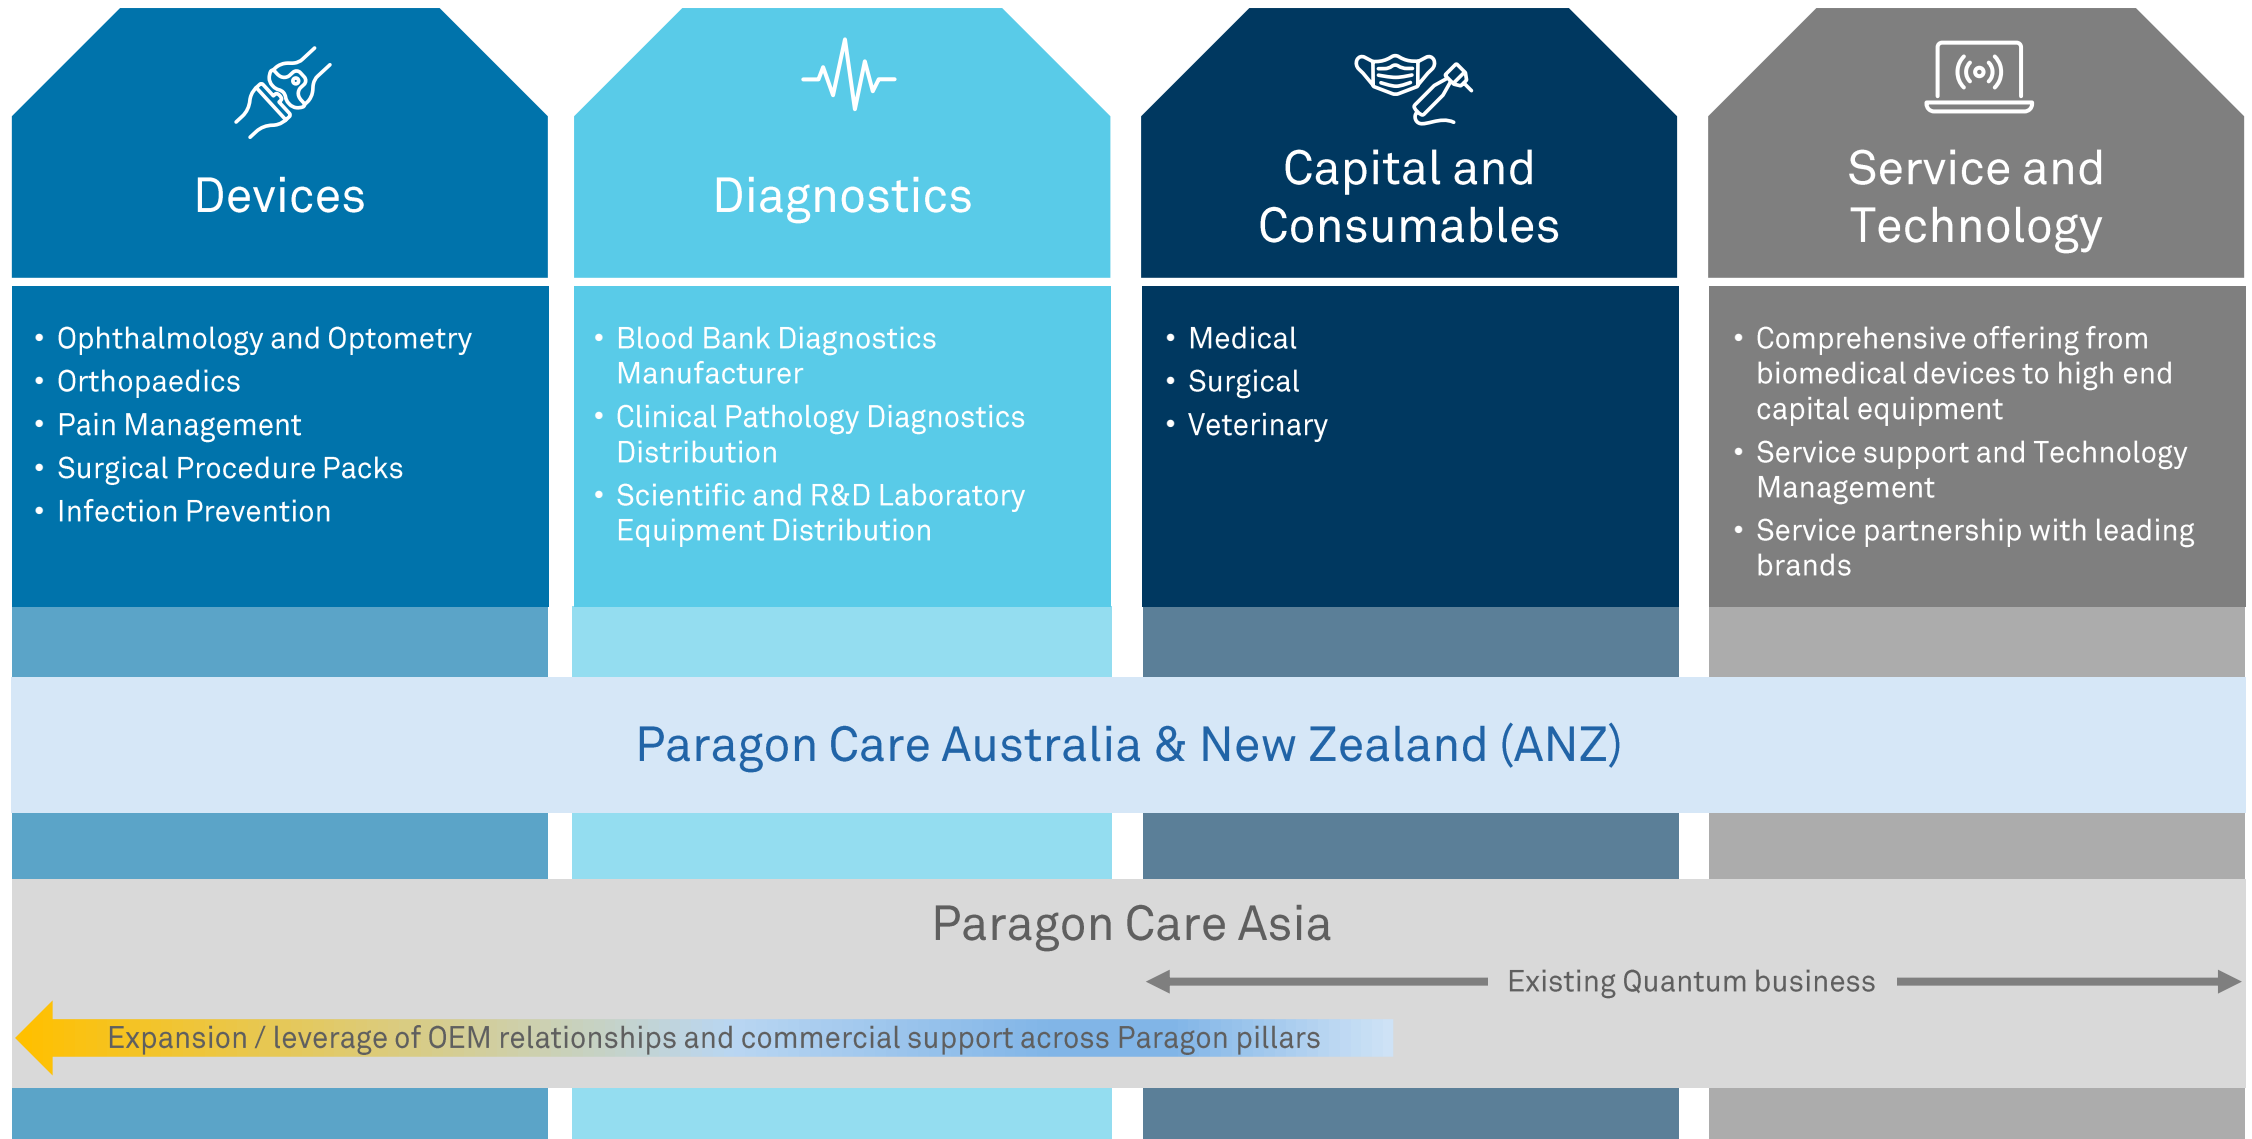 Devices
Diagnostics
Capital and
Consumables
Service and
Technology
• Ophthalmology and Optometry
• Orthopaedics
• Pain Management
• Surgical Procedure Packs
• Infection Prevention
• Blood Bank Diagnostics
Manufacturer
• Clinical Pathology Diagnostics
Distribution
• Scientific and R&D Laboratory
Equipment Distribution
• Medical
• Surgical
• Veterinary
• Comprehensive offering from
biomedical devices to high end
capital equipment
• Service support and Technology
Management
• Service partnership with leading
brands
Paragon Care Australia & New Zealand (ANZ)
Paragon Care Asia
Existing Quantum business
Expansion / leverage of OEM relationships and commercial support across Paragon pillars